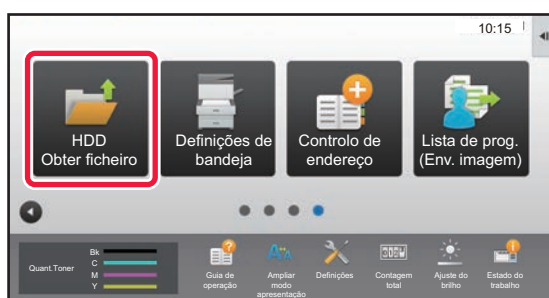 10:15
HDD
Obter ficheiro
Definições de
bandeja
Controlo de
endereço
Lista de prog.
(Env. imagem)
Quant.Toner
Bk
C
M
Y
Guia de
operação
Ampliar
modo
apresentação
Definições
Contagem
total
Ajuste do
brilho
Estado do
trabalho